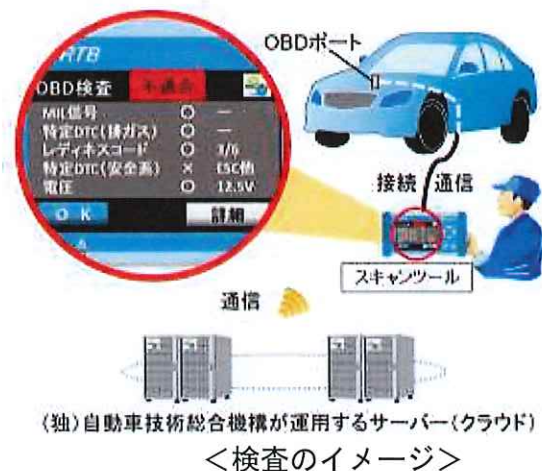 RTB
OBD検査 不適合
MIL信号 ○ —
特定DTC(排ガス) ○ —
レディネスコード ○ 3/6
特定DTC(安全系) × ESC他
電圧 ○ 12.5V
OK 詳細
OBDポート
接続 通信
スキャンツール
通信
(独)自動車技術総合機構が運用するサーバー(クラウド)
<検査のイメージ>